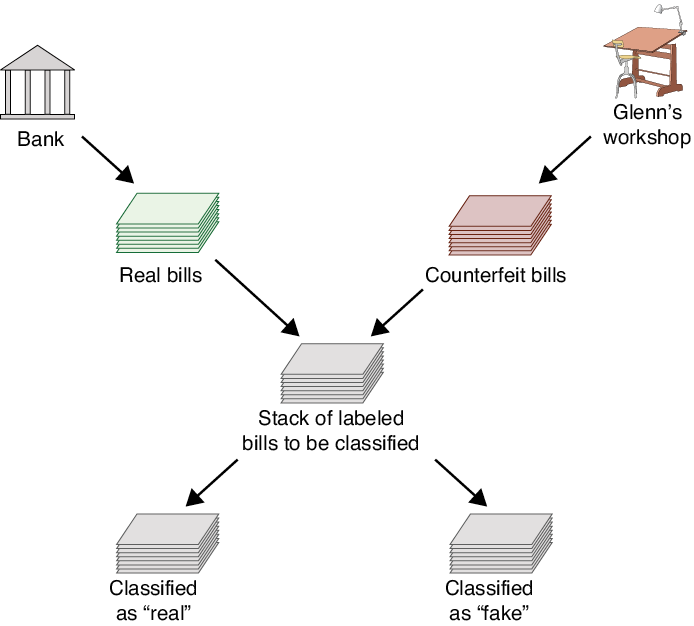 Bank
Glenn's
workshop
Real bills
Counterfeit bills
Stack of labeled
bills to be classified
Classified
as “real”
Classified
as “fake”